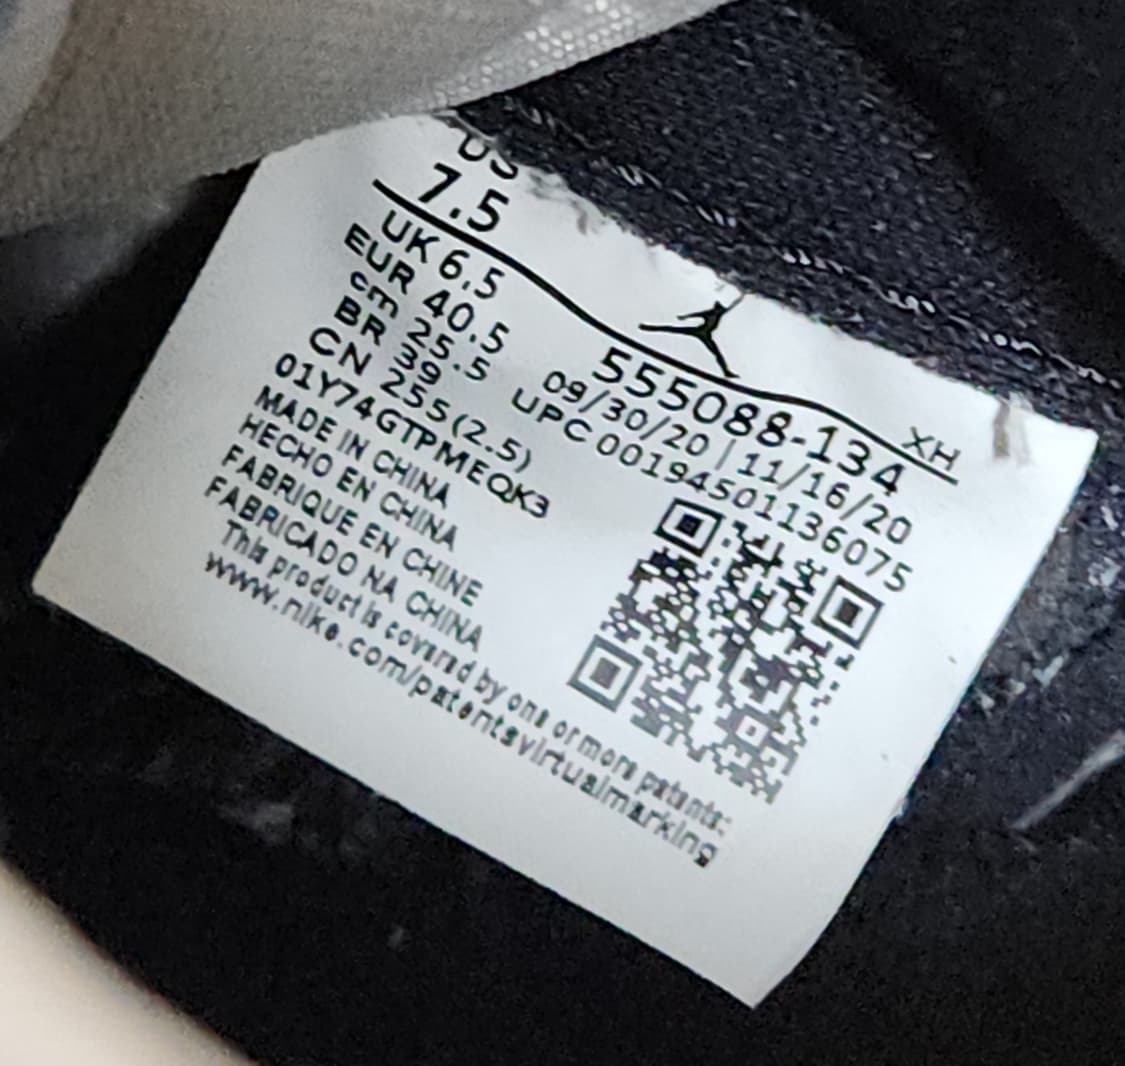 US
7.5
UK 6.5
EUR 40.5
cm 25.5
BR 39
CN 255(2.5)
01Y74GTPMEQK3
MADE IN CHINA
HECHO EN CHINA
FABRIQUE EN CHINE
FABRICADO NA CHINA
This product is covered by one or more patents:
www.nike.com/patentsvirtualmarking
XH
555088-134
09/30/20 | 11/16/20
UPC 00194501136075